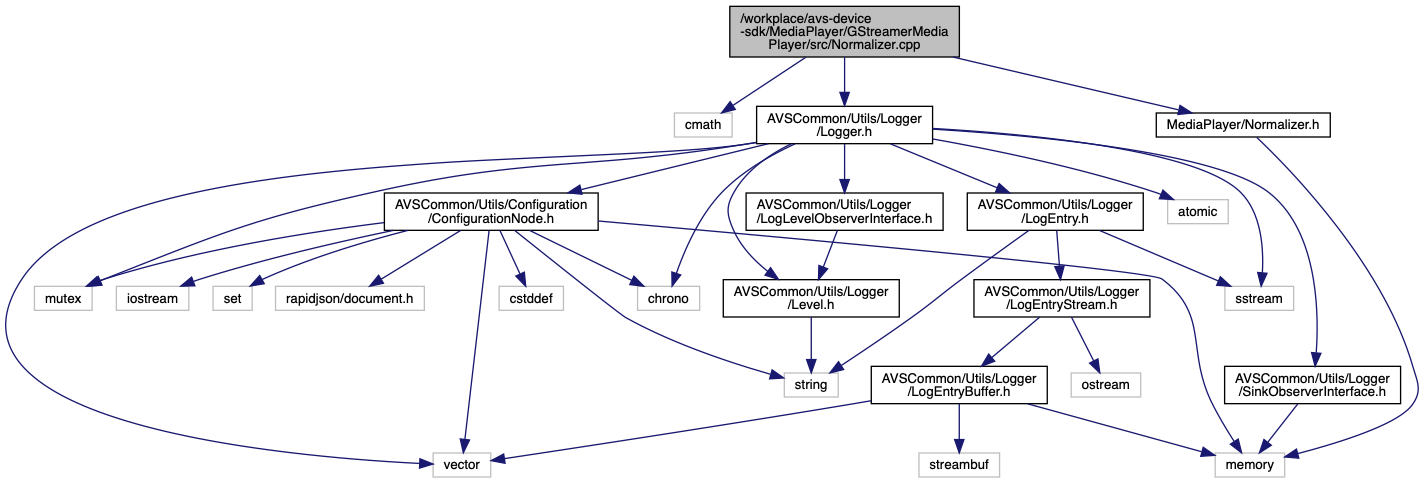 /workplace/avs-device
-sdk/MediaPlayer/GStreamerMedia
Player/src/Normalizer.cpp
cmath
AVSCommon/Utils/Logger
/Logger.h
MediaPlayer/Normalizer.h
AVSCommon/Utils/Configuration
/ConfigurationNode.h
AVSCommon/Utils/Logger
/LogLevelObserverInterface.h
AVSCommon/Utils/Logger
/LogEntry.h
atomic
mutex
iostream
set
rapidjson/document.h
cstddef
chrono
AVSCommon/Utils/Logger
/Level.h
AVSCommon/Utils/Logger
/LogEntryStream.h
sstream
string
AVSCommon/Utils/Logger
/LogEntryBuffer.h
ostream
AVSCommon/Utils/Logger
/SinkObserverInterface.h
vector
streambuf
memory